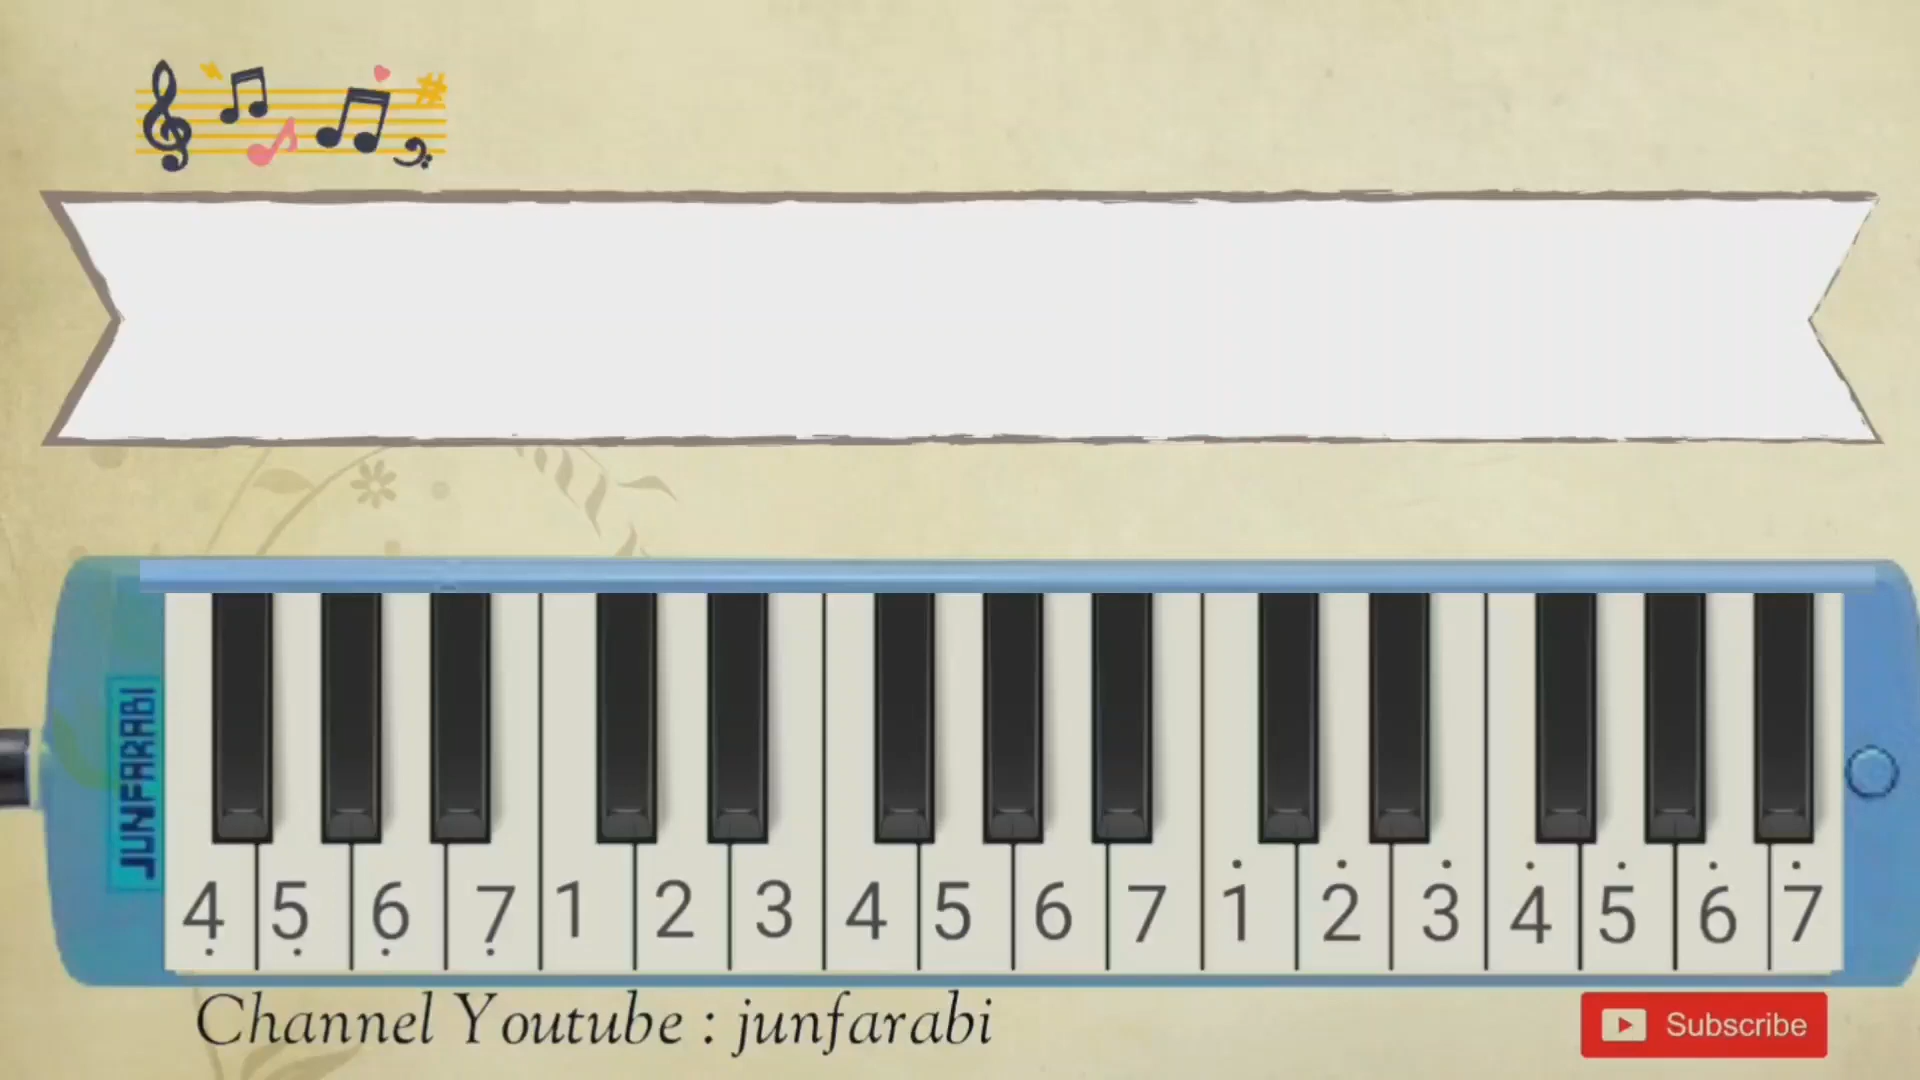 JUNFARABI
4̣ 5̣ 6̣ 7̣ 1 2 3 4 5 6 7 1̇ 2̇ 3̇ 4̇ 5̇ 6̇ 7̇
Channel Youtube : junfarabi
Subscribe